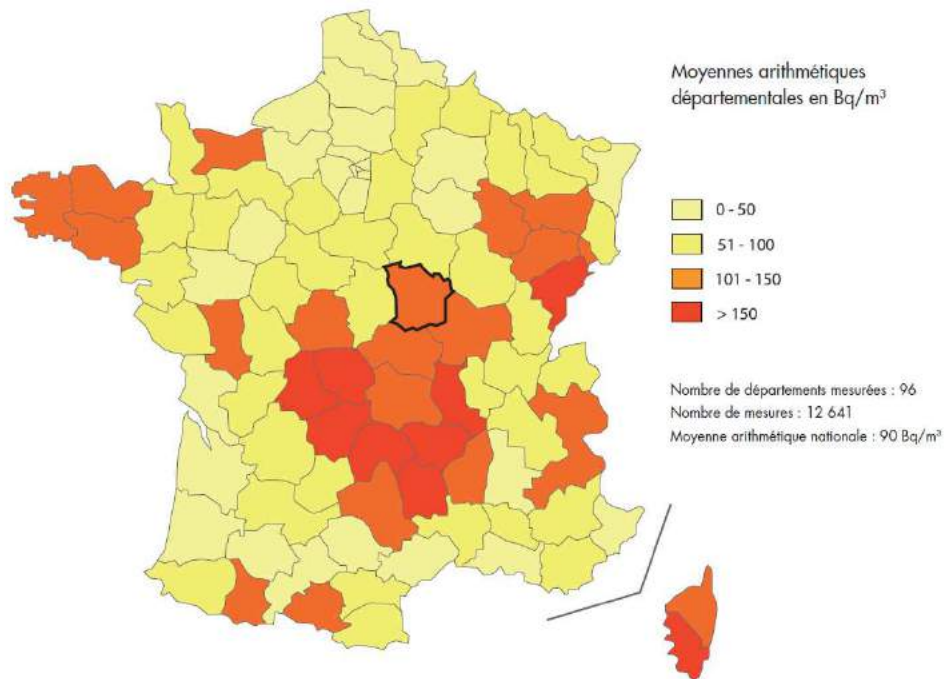 Moyennes arithmétiques
départementales en Bq/m³
0 - 50
51 - 100
101 - 150
> 150
Nombre de départements mesurées : 96
Nombre de mesures : 12 641
Moyenne arithmétique nationale : 90 Bq/m³